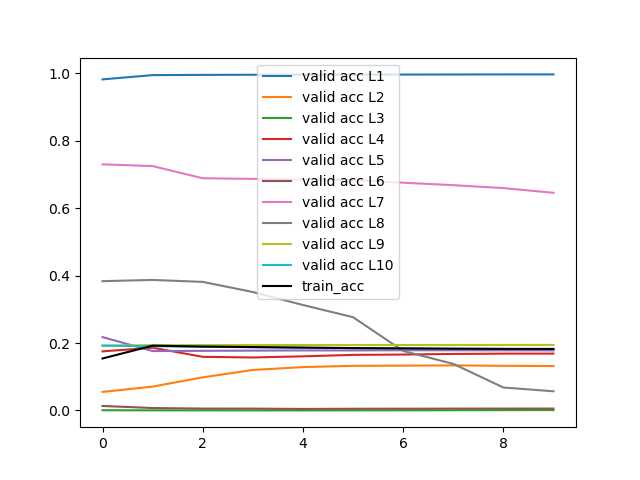 1.0
0.8
0.6
0.4
0.2
0.0
0
2
4
6
8
valid acc L1
valid acc L2
valid acc L3
valid acc L4
valid acc L5
valid acc L6
valid acc L7
valid acc L8
valid acc L9
valid acc L10
train_acc